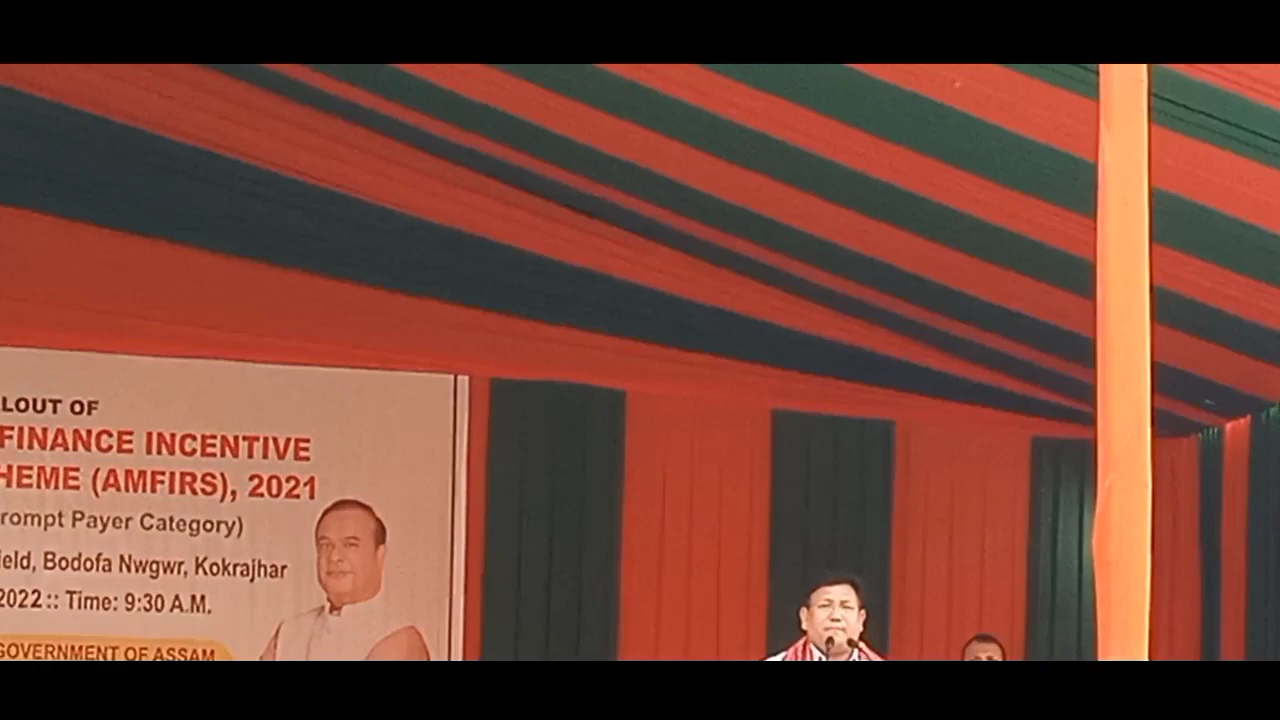 LOUT OF
FINANCE INCENTIVE
HEME (AMFIRS), 2021
rompt Payer Category)
ield, Bodofa Nwgwr, Kokrajhar
2022 :: Time: 9:30 A.M.
GOVERNMENT OF ASSAM